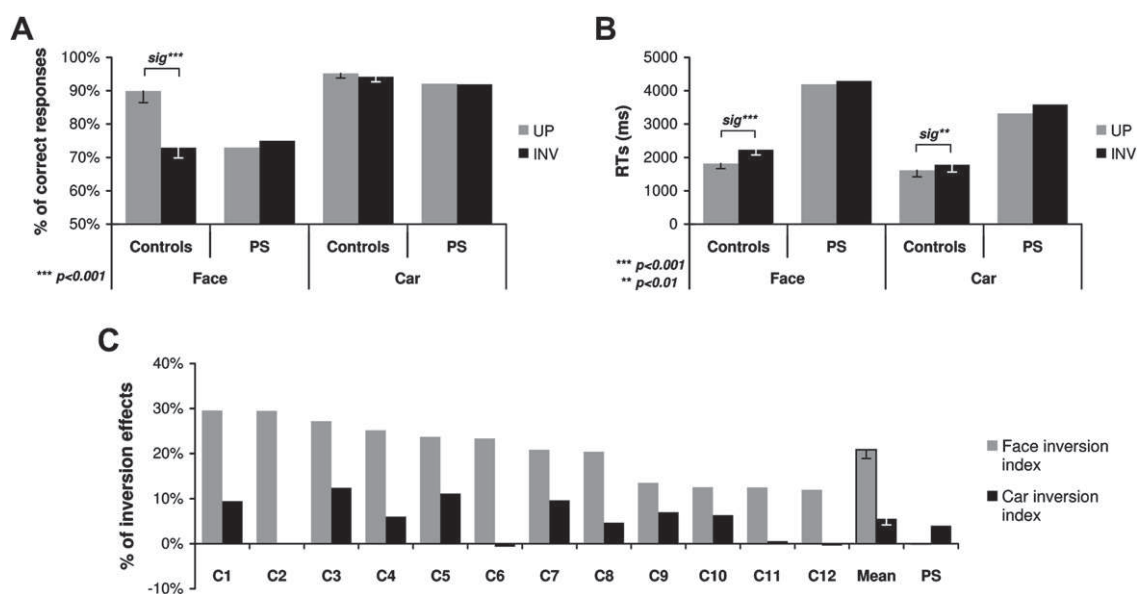 A
% of correct responses
100%
90%
80%
70%
60%
50%
sig***
UP
INV
Controls PS Controls PS
*** p<0.001
Face Car
B
RTs (ms)
5000
4000
3000
2000
1000
0
sig***
sig**
UP
INV
Controls PS Controls PS
*** p<0.001
** p<0.01
Face Car
C
% of inversion effects
40%
30%
20%
10%
0%
-10%
Face inversion
index
Car inversion
index
C1 C2 C3 C4 C5 C6 C7 C8 C9 C10 C11 C12 Mean PS